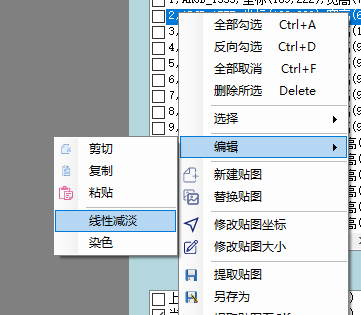 全部勾选 Ctrl+A
反向勾选 Ctrl+D
全部取消 Ctrl+F
删除所选 Delete
选择
编辑
剪切
复制
粘贴
线性减淡
染色
新建贴图
替换贴图
修改贴图坐标
修改贴图大小
提取贴图
另存为